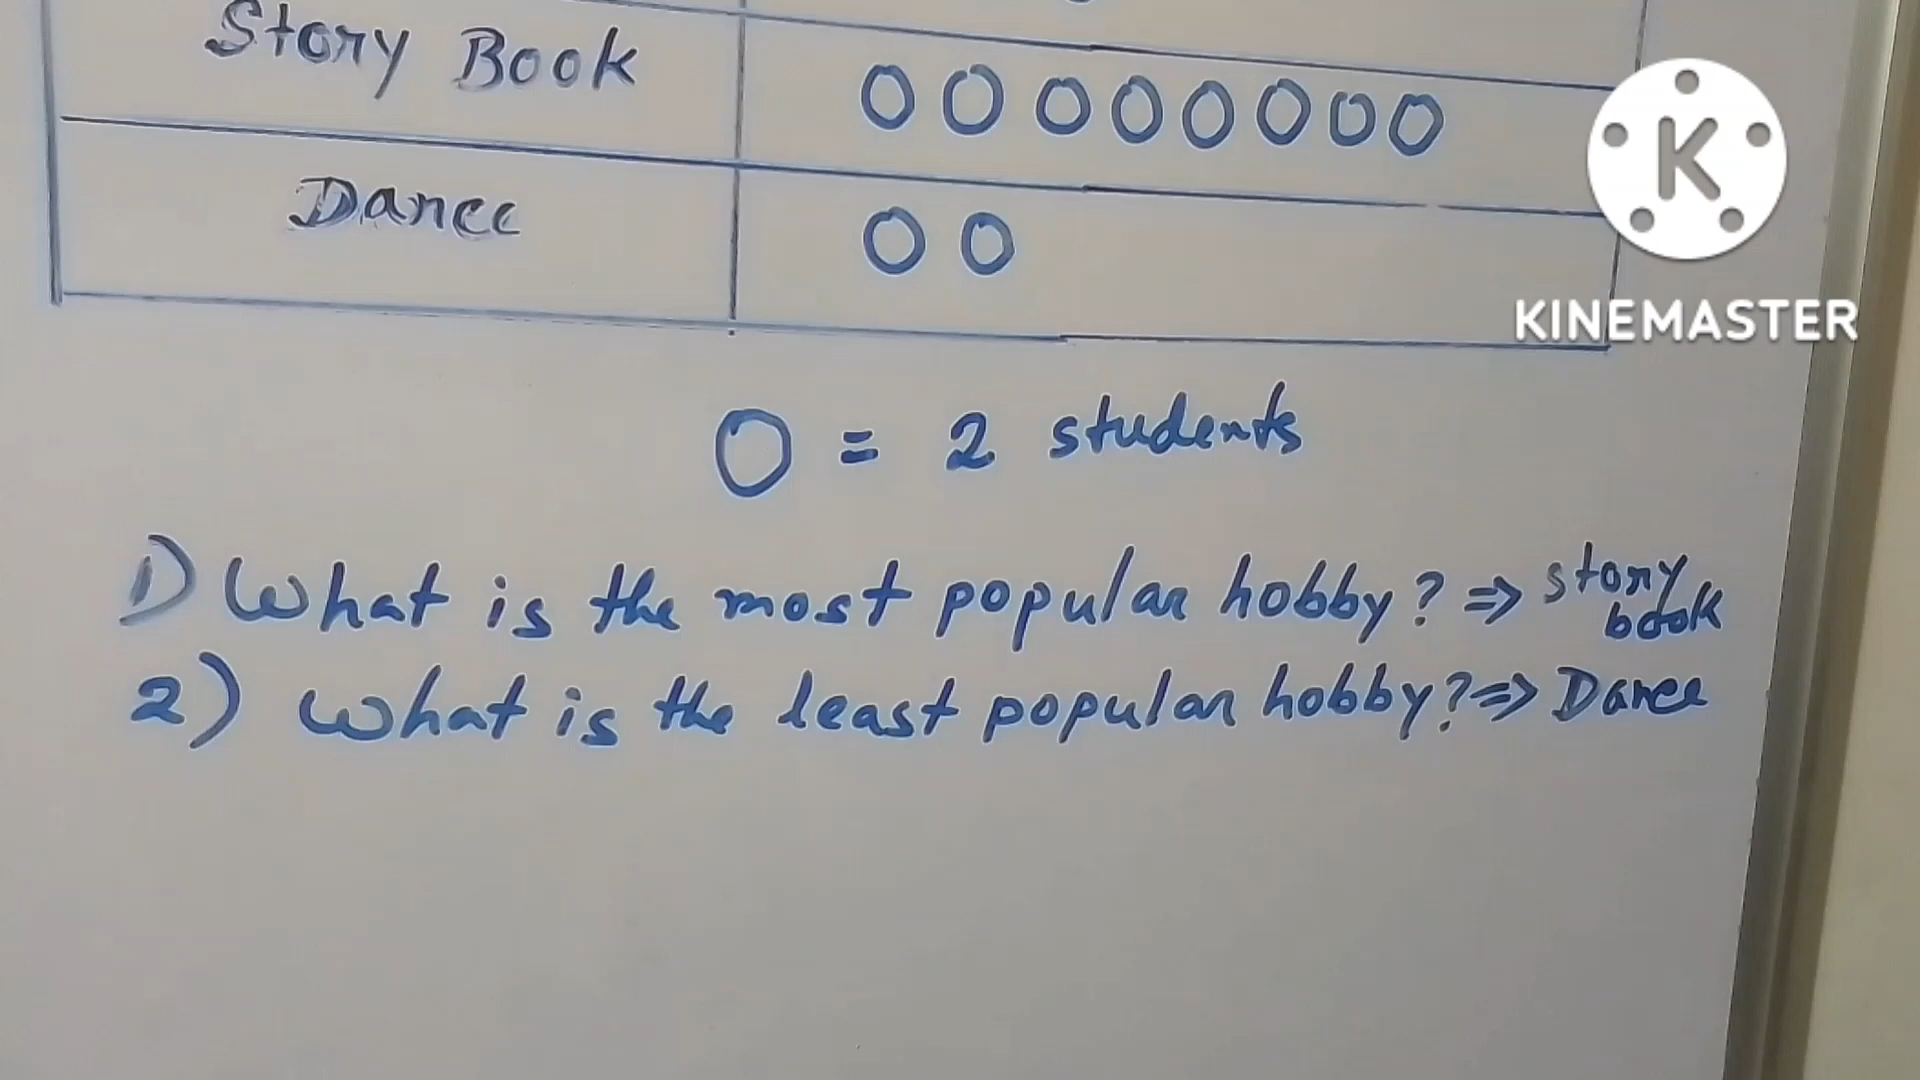 Story Book
O O O O O O O O
Dance
O O
O = 2 students
1) What is the most popular hobby? ⇒ story book
2) What is the least popular hobby? ⇒ Dance
KINEMASTER